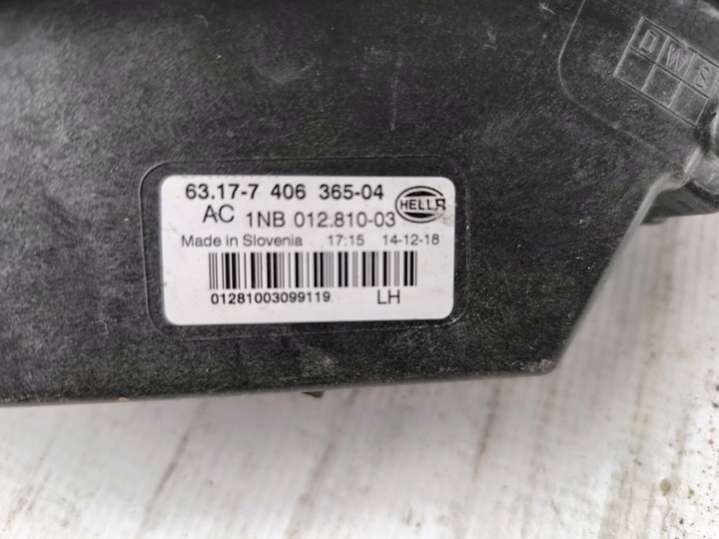 DWS
63.17-7 406 365-04
HELLA
AC 1NB 012.810-03
Made in Slovenia 17:15 14-12-18
01281003099119
LH